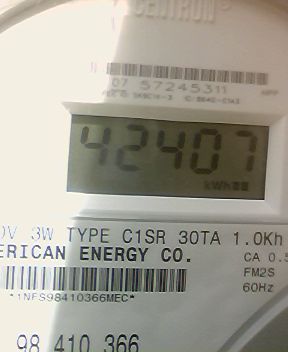 CENTRON
07 57245311
42407
kWh
0V 3W TYPE C1SR 30TA 1.0Kh
ERICAN ENERGY CO. CA 0.5
FM2S
*1NFS98410366MEC* 60Hz
98 410 366